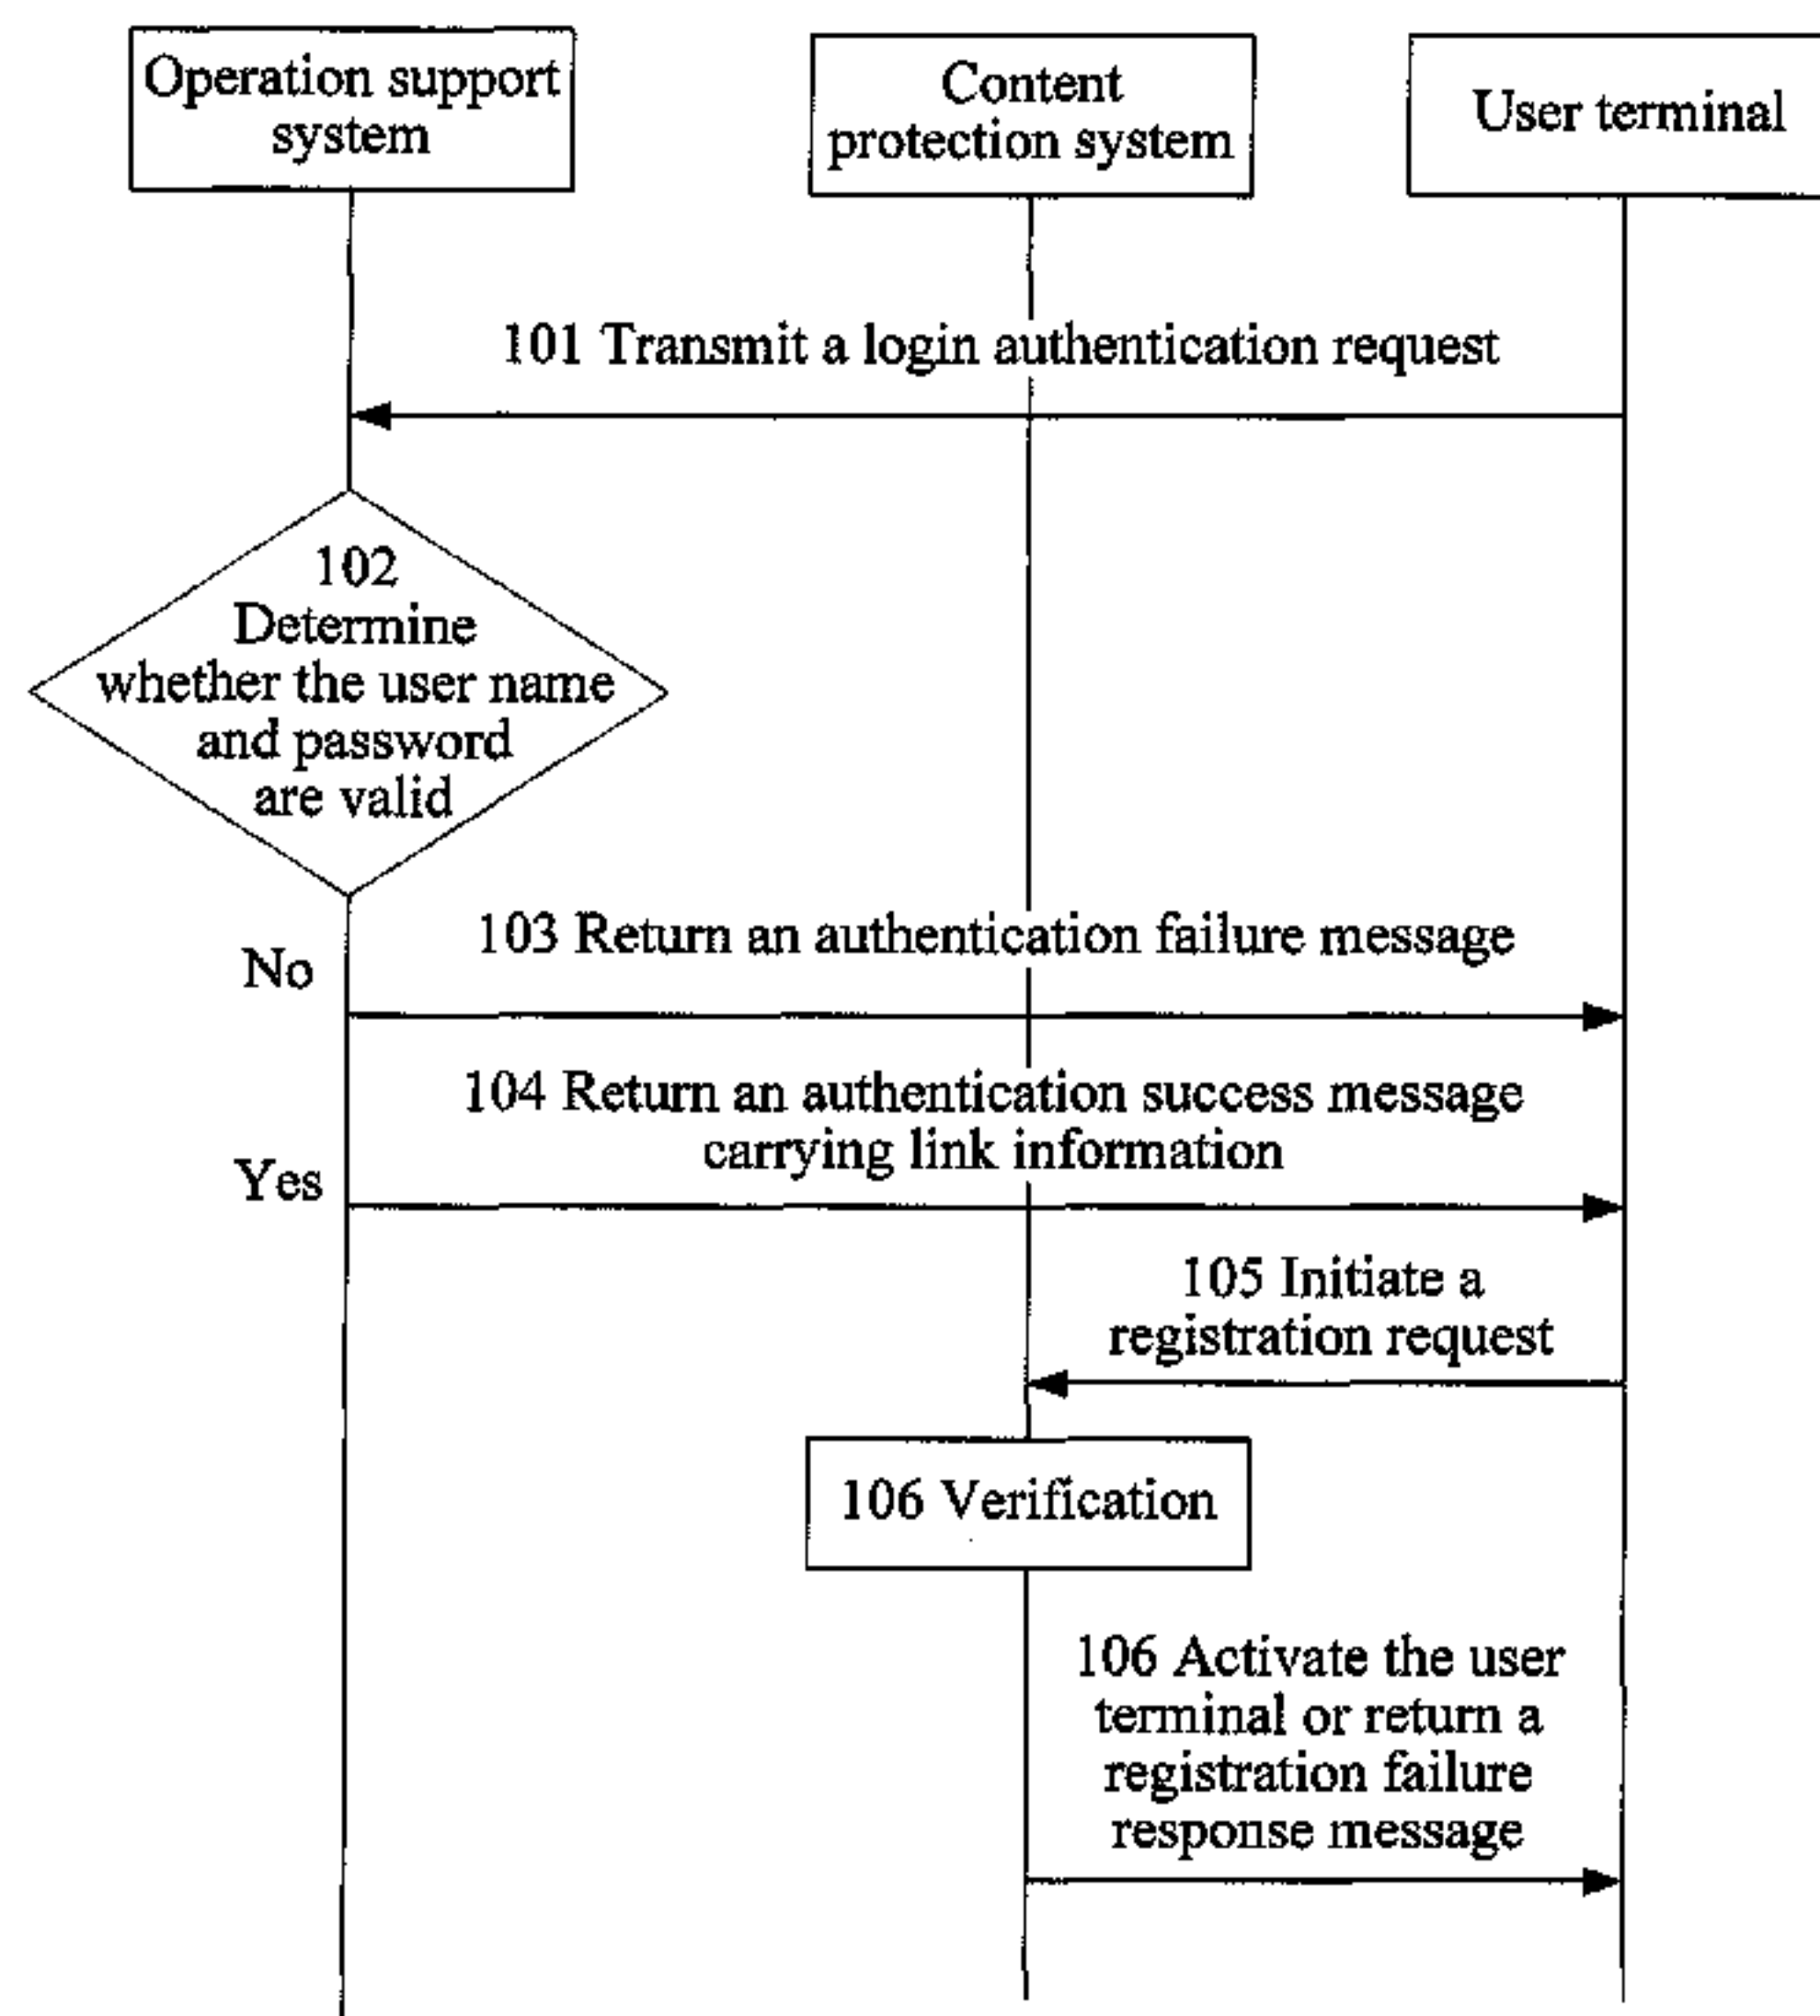 Operation support
system
Content
protection system
User terminal
101 Transmit a login authentication request
102
Determine
whether the user name
and password
are valid
No
103 Return an authentication failure message
104 Return an authentication success message
carrying link information
Yes
105 Initiate a
registration request
106 Verification
106 Activate the user
terminal or return a
registration failure
response message